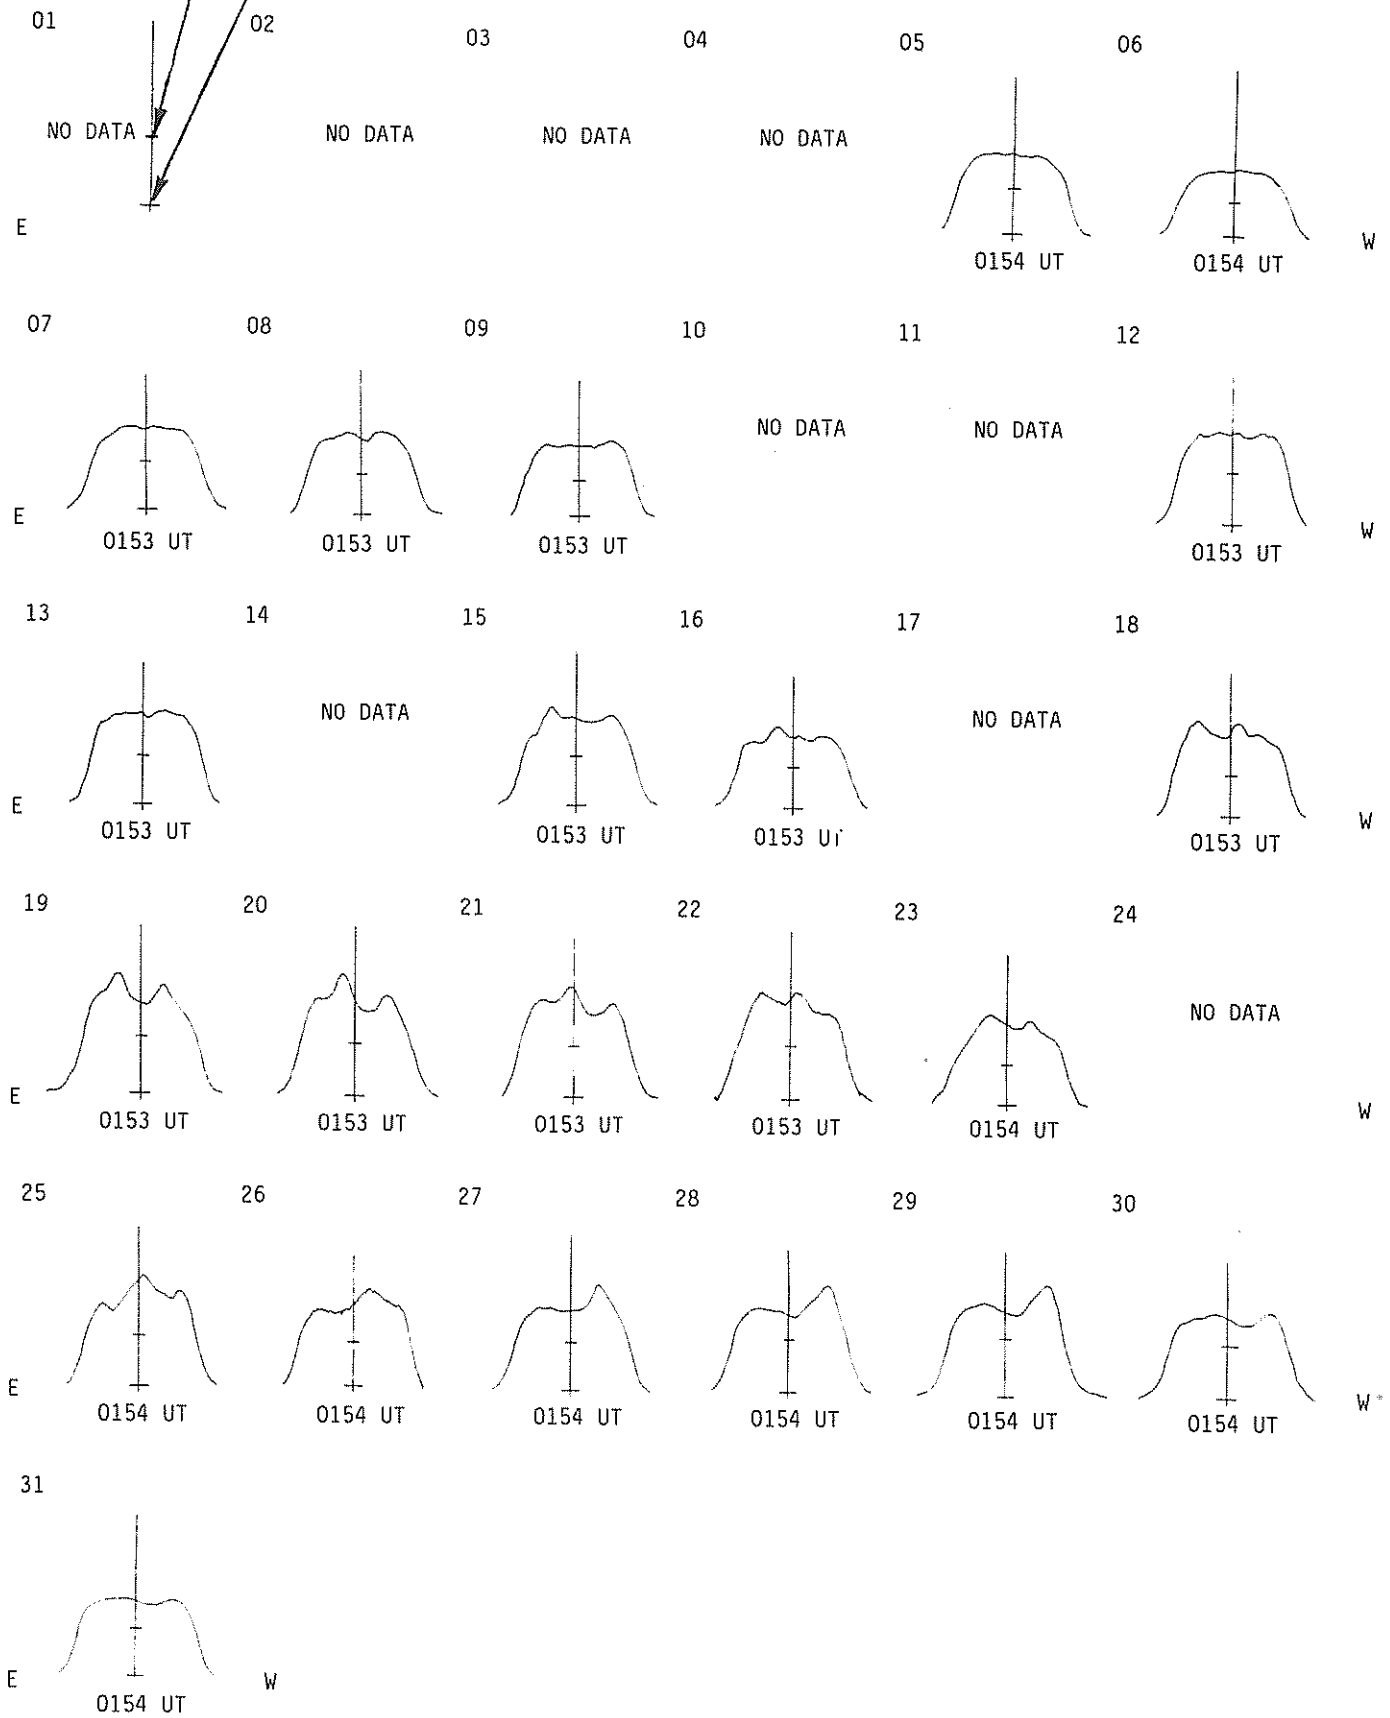 01 02 03 04 05 06
NO DATA NO DATA NO DATA NO DATA
E W
0154 UT 0154 UT
07 08 09 10 11 12
NO DATA NO DATA
E W
0153 UT 0153 UT 0153 UT 0153 UT
13 14 15 16 17 18
NO DATA NO DATA
E W
0153 UT 0153 UT 0153 UT 0153 UT
19 20 21 22 23 24
NO DATA
E W
0153 UT 0153 UT 0153 UT 0153 UT 0154 UT
25 26 27 28 29 30
E W
0154 UT 0154 UT 0154 UT 0154 UT 0154 UT 0154 UT
31
E W
0154 UT